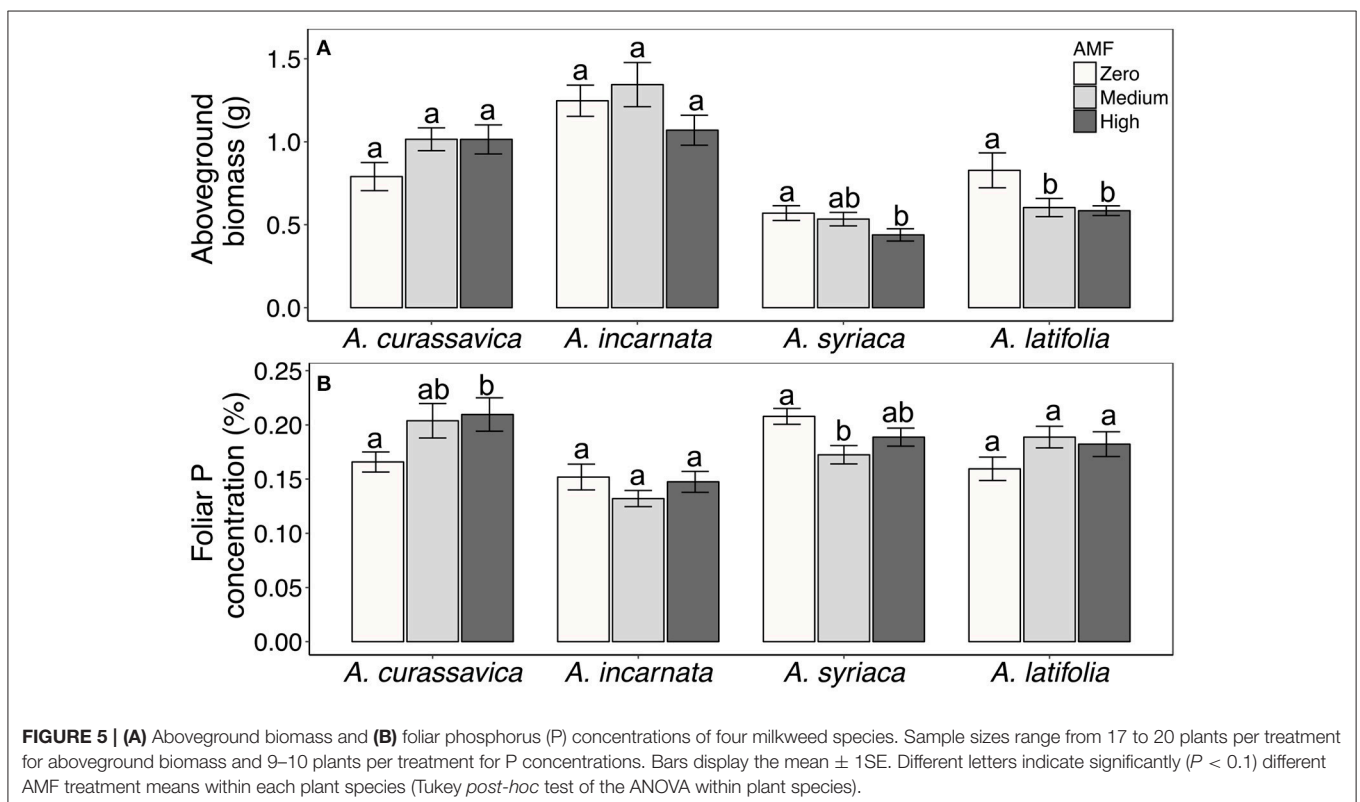 A
AMF
Zero
Medium
High
Aboveground
biomass (g)
1.5
1.0
0.5
0.0
a a a
a a a
a ab b
a b b
A. curassavica A. incarnata A. syriaca A. latifolia
B
Foliar P
concentration (%)
0.25
0.20
0.15
0.10
0.05
0.00
a ab b
a a a
a b ab
a a a
A. curassavica A. incarnata A. syriaca A. latifolia
FIGURE 5 | (A) Aboveground biomass and (B) foliar phosphorus (P) concentrations of four milkweed species. Sample sizes range from 17 to 20 plants per treatment
for aboveground biomass and 9–10 plants per treatment for P concentrations. Bars display the mean ± 1SE. Different letters indicate significantly (P < 0.1) different
AMF treatment means within each plant species (Tukey post-hoc test of the ANOVA within plant species).